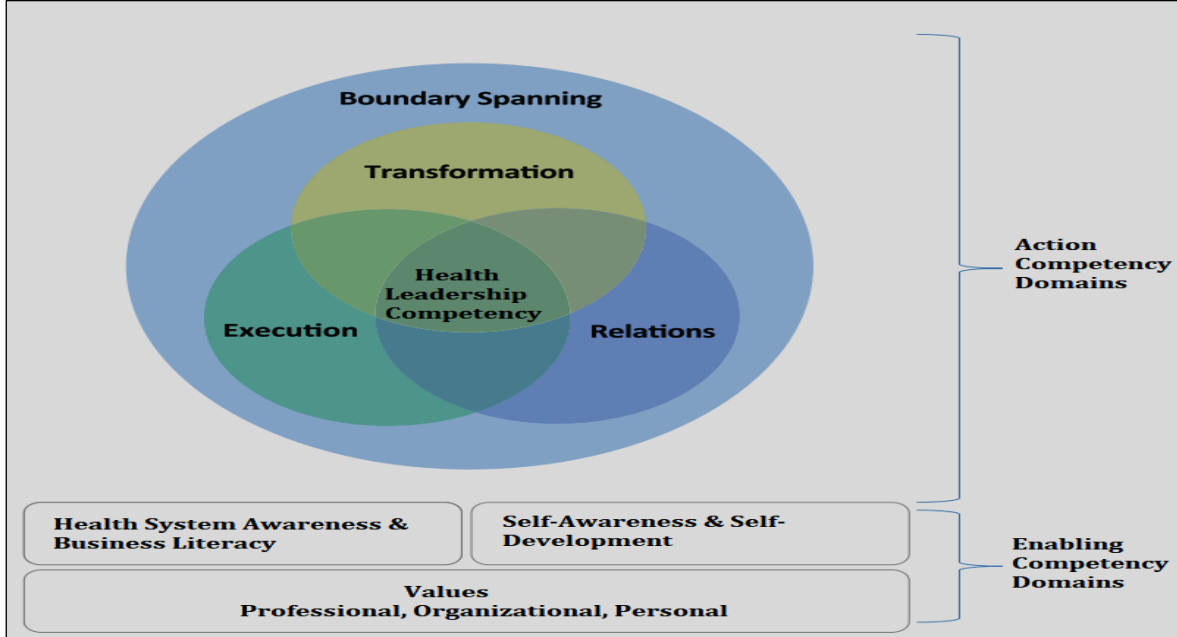 Boundary Spanning
Transformation
Health
Leadership
Competency
Execution
Relations
Action
Competency
Domains
Health System Awareness &
Business Literacy
Self-Awareness & Self-
Development
Enabling
Competency
Domains
Values
Professional, Organizational, Personal